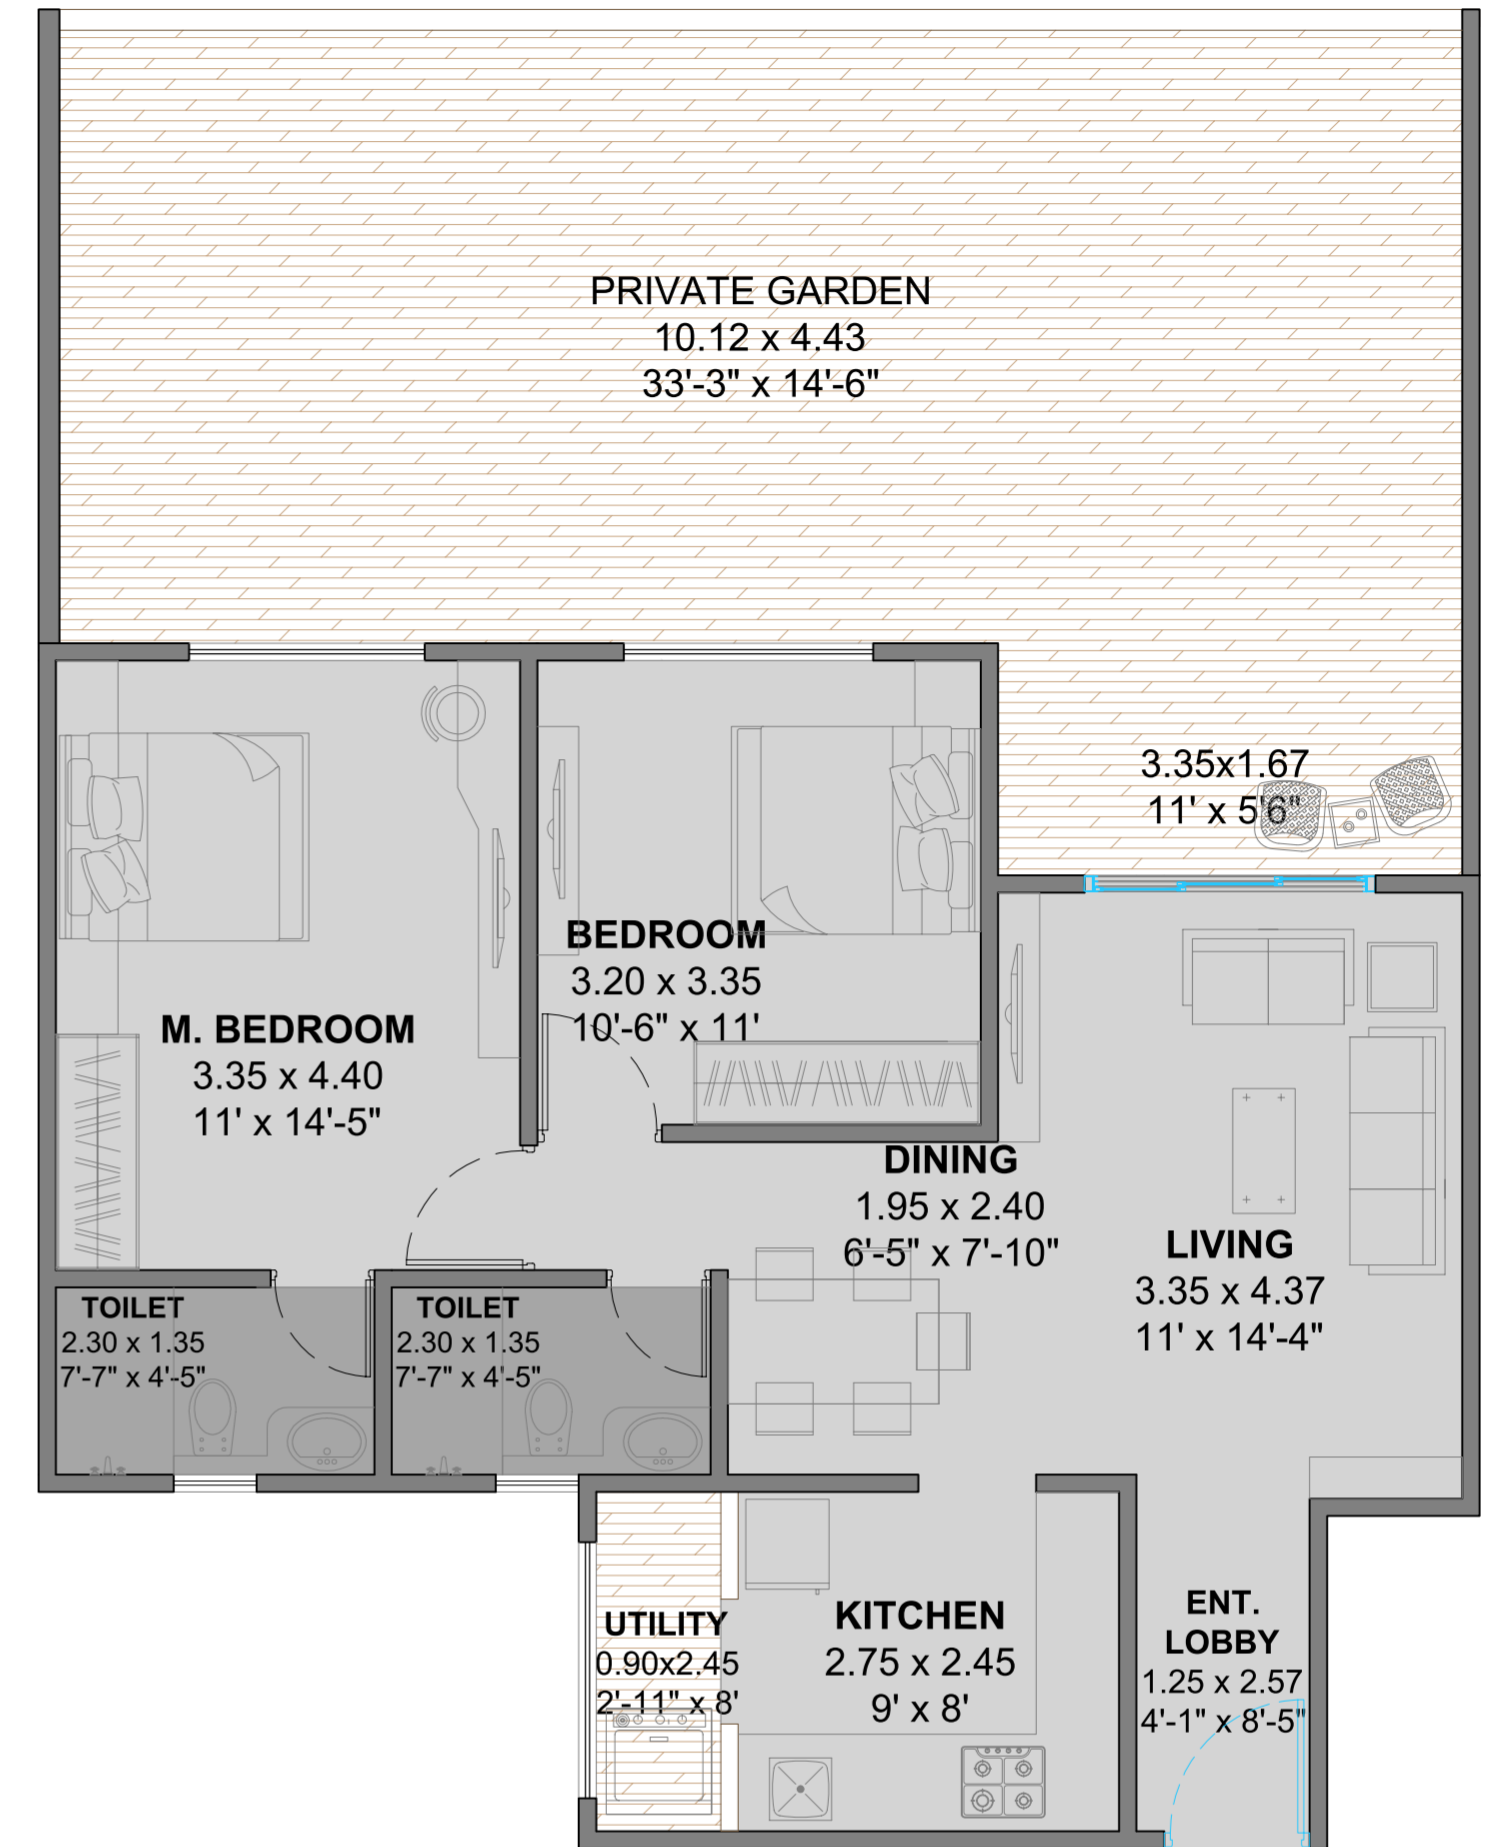 PRIVATE GARDEN
10.12 x 4.43
33'-3" x 14'-6"
3.35x1.67
11' x 5'6"
BEDROOM
3.20 x 3.35
10'-6" x 11'
M. BEDROOM
3.35 x 4.40
11' x 14'-5"
DINING
1.95 x 2.40
6'-5" x 7'-10"
LIVING
3.35 x 4.37
11' x 14'-4"
TOILET
2.30 x 1.35
7'-7" x 4'-5"
TOILET
2.30 x 1.35
7'-7" x 4'-5"
UTILITY
0.90x2.45
2'-11" x 8'
KITCHEN
2.75 x 2.45
9' x 8'
ENT.
LOBBY
1.25 x 2.57
4'-1" x 8'-5"